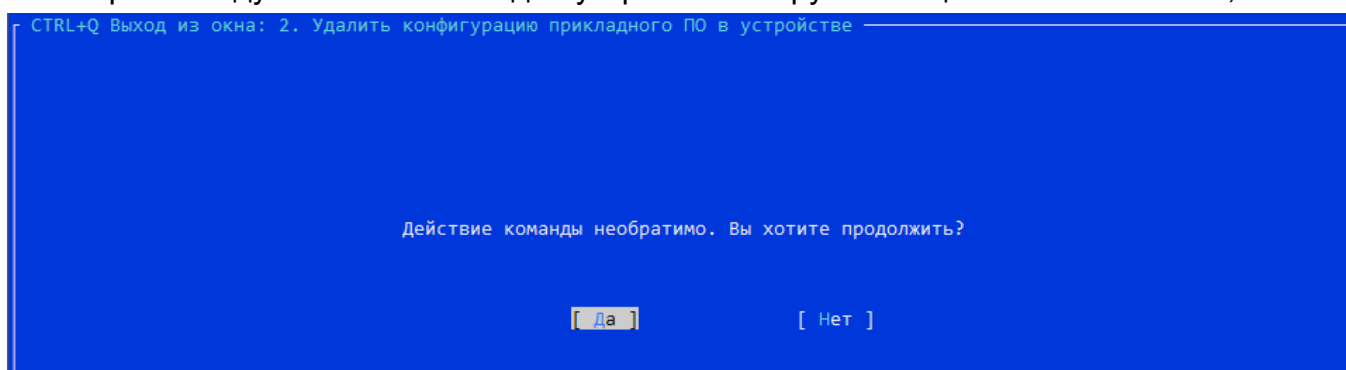 CTRL+Q Выход из окна: 2. Удалить конфигурацию прикладного ПО в устройстве
Действие команды необратимо. Вы хотите продолжить?
[ Да ] [ Нет ]